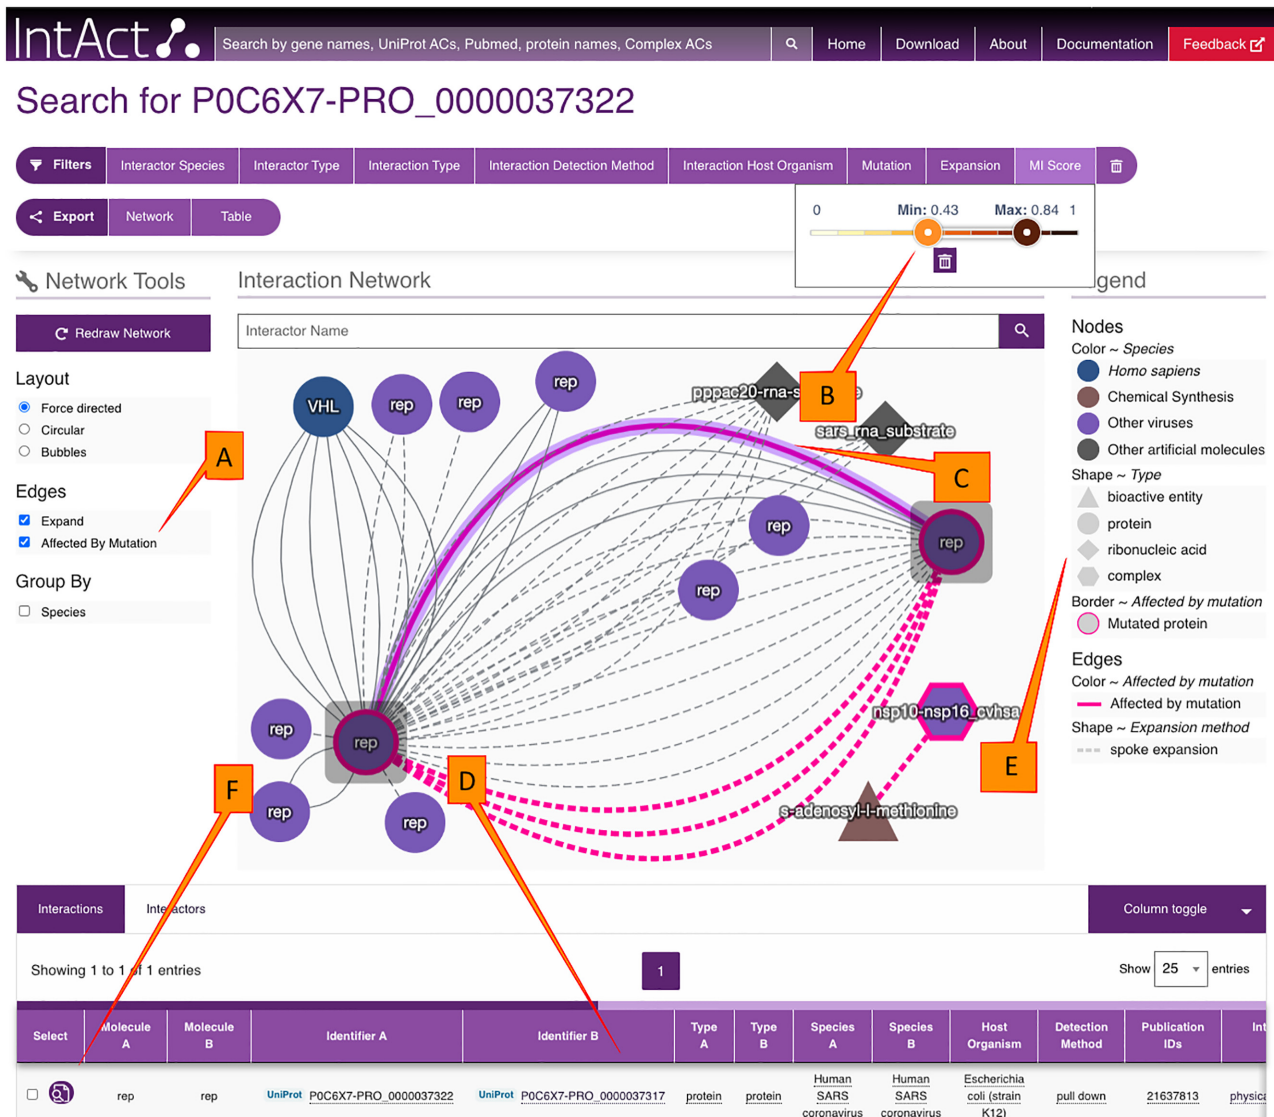 IntAct
Search by gene names, UniProt ACs, Pubmed, protein names, Complex ACs
Home
Download
About
Documentation
Feedback
Search for P0C6X7-PRO_0000037322
Filters
Interactor Species
Interactor Type
Interaction Type
Interaction Detection Method
Interaction Host Organism
Mutation
Expansion
MI Score
Export
Network
Table
0
Min: 0.43
Max: 0.84
1
Network Tools
Redraw Network
Layout
Force directed
Circular
Bubbles
Edges
Expand
Affected By Mutation
Group By
Species
Interaction Network
Interactor Name
VHL
rep
rep
rep
pppac20-rna-s e
sars_rna_substrate
rep
rep
rep
rep
rep
rep
rep
nsp10-nsp16_cvhsa
s-adenosyl-l-methionine
A
B
C
D
E
F
gend
Nodes
Color ~ Species
Homo sapiens
Chemical Synthesis
Other viruses
Other artificial molecules
Shape ~ Type
bioactive entity
protein
ribonucleic acid
complex
Border ~ Affected by mutation
Mutated protein
Edges
Color ~ Affected by mutation
Affected by mutation
Shape ~ Expansion method
spoke expansion
Interactions
Interactors
Column toggle
Showing 1 to 1 of 1 entries
1
Show 25 entries
Select
Molecule A
Molecule B
Identifier A
Identifier B
Type A
Type B
Species A
Species B
Host Organism
Detection Method
Publication IDs
Int
rep
rep
UniProt P0C6X7-PRO_0000037322
UniProt P0C6X7-PRO_0000037317
protein
protein
Human SARS coronavirus
Human SARS coronavirus
Escherichia coli (strain K12)
pull down
21637813
physica